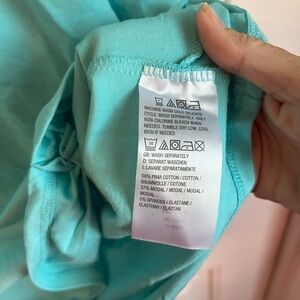 MACHINE WASH COLD DELICATE
CYCLE. WASH SEPARATELY. ONLY
NON-CHLORINE BLEACH WHEN
NEEDED. TUMBLE DRY LOW. COOL
IRON IF NEEDED
30
GB. WASH SEPARATELY
D: SEPARAT WASCHEN
E: LAVARE SEPARATAMENTE
58% PIMA COTTON / COTTON /
BAUMWOLLE / COTONE
37% MODAL / MODAL / MODAL /
MODAL
5% SPANDEX / ELASTANE /
ELASTHAN / ELASTAN